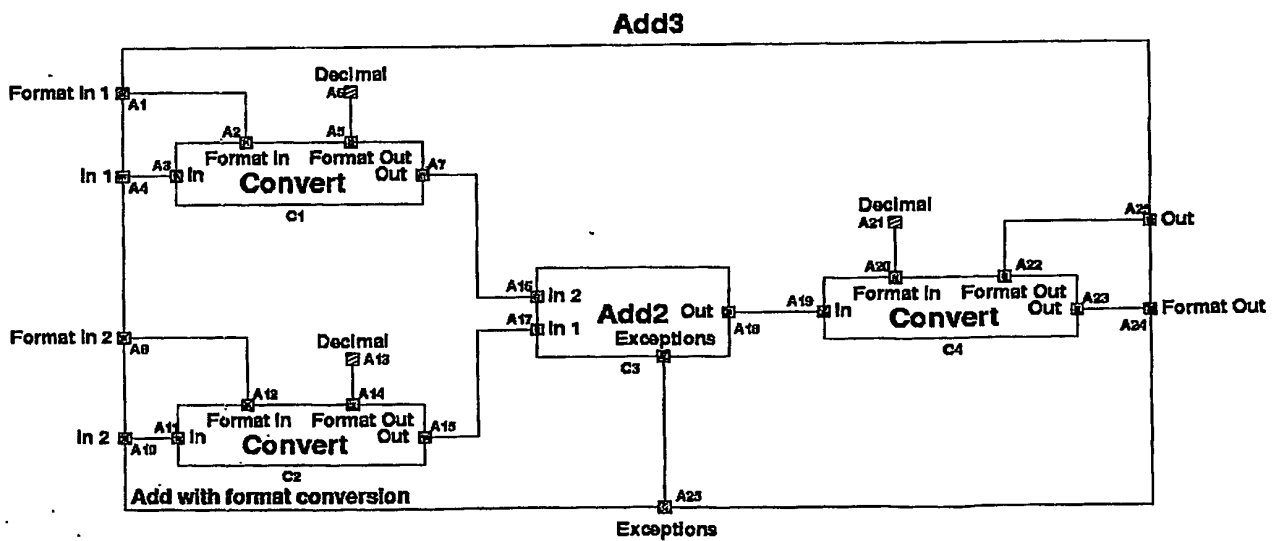 Add3
Format In 1
A1
Decimal
A6
A2
A5
Format In
Format Out
In 1
A4
A3
In
Out
A7
Convert
C1
Decimal
A21
Out
A20
A22
Format In
Format Out
A16
In 2
A17
In 1
Add2
Out
A18
Exceptions
C3
A19
In
Out
A23
Convert
C4
Format Out
A24
Format In 2
Decimal
A13
A12
A14
Format In
Format Out
In 2
A10
A11
In
Out
A15
Convert
C2
Add with format conversion
Exceptions